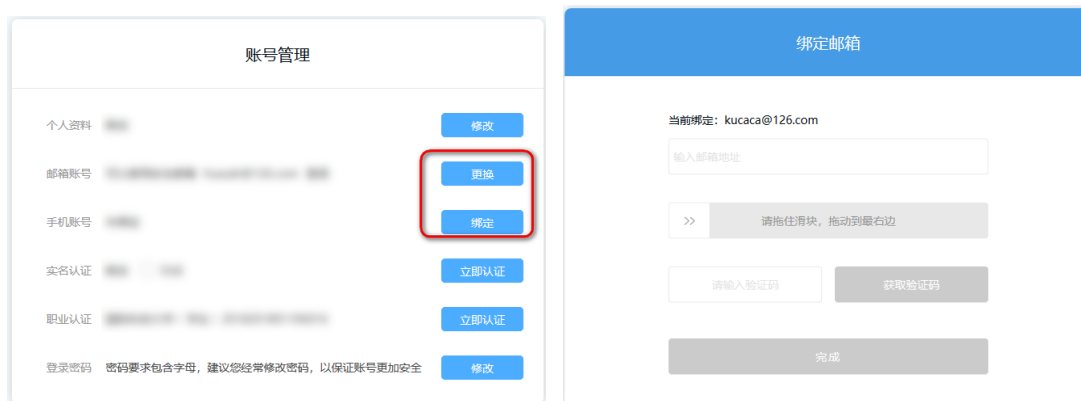 账号管理
个人资料 修改
邮箱账号 更换
手机账号 绑定
实名认证 立即认证
职业认证 立即认证
登录密码 密码要求包含字母，建议您经常修改密码，以保证账号更加安全 修改
绑定邮箱
当前绑定：kucaca@126.com
输入邮箱地址
>> 请拖住滑块，拖动到最右边
请输入验证码 获取验证码
完成